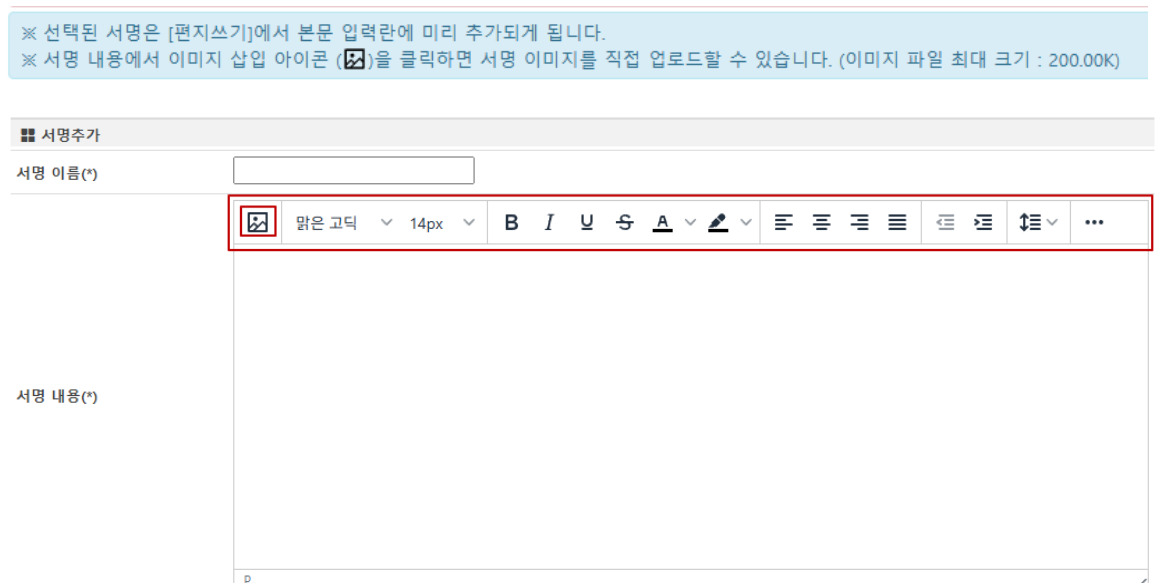 ※ 선택된 서명은 [편지쓰기]에서 본문 입력란에 미리 추가되게 됩니다.
※ 서명 내용에서 이미지 삽입 아이콘 ( )을 클릭하면 서명 이미지를 직접 업로드할 수 있습니다. (이미지 파일 최대 크기 : 200.00K)
서명추가
서명 이름(*)
맑은 고딕 14px B I U S A
서명 내용(*)
P